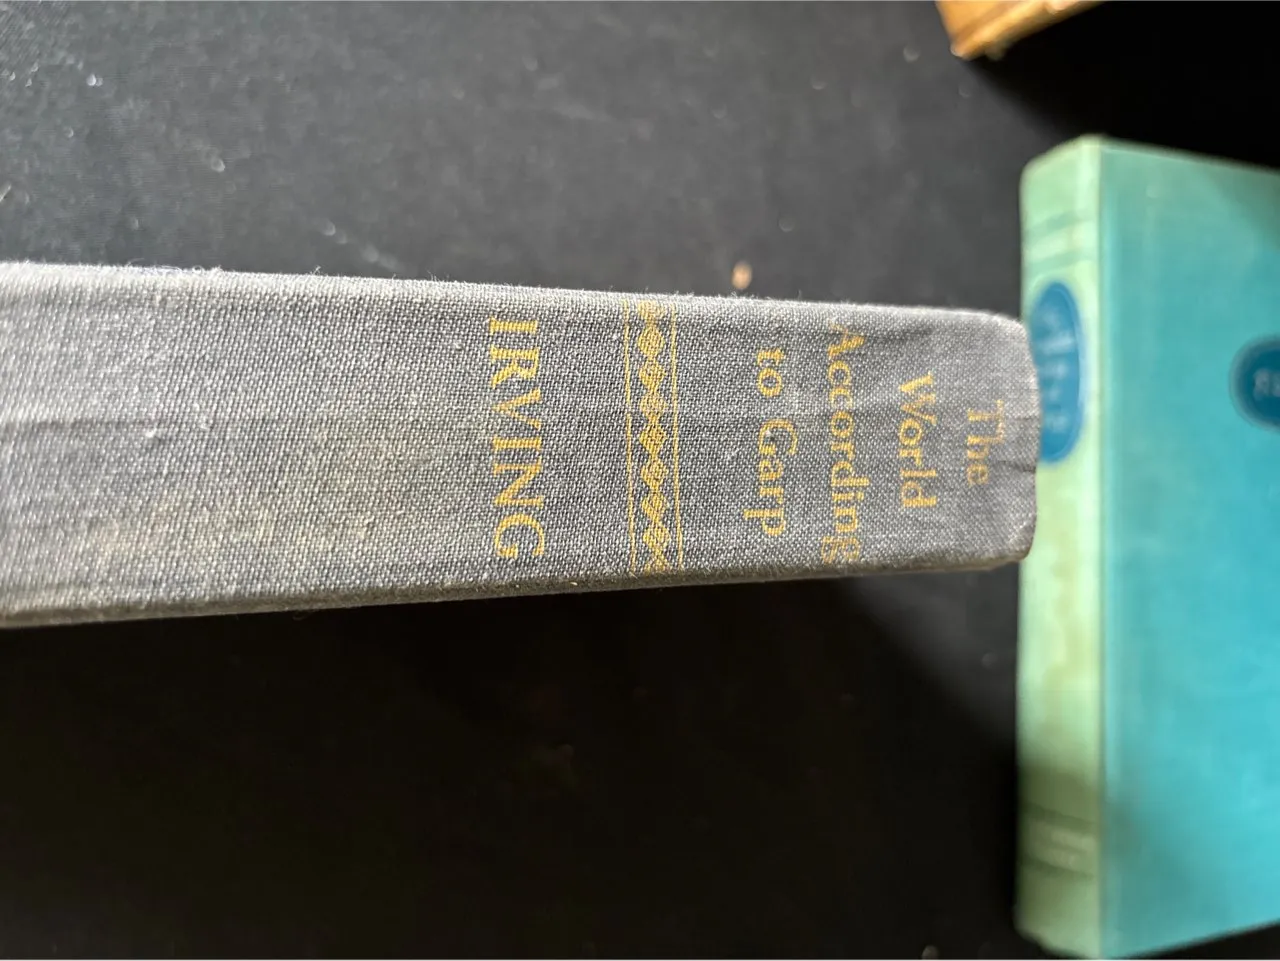 The
World
According
to Garp
IRVING